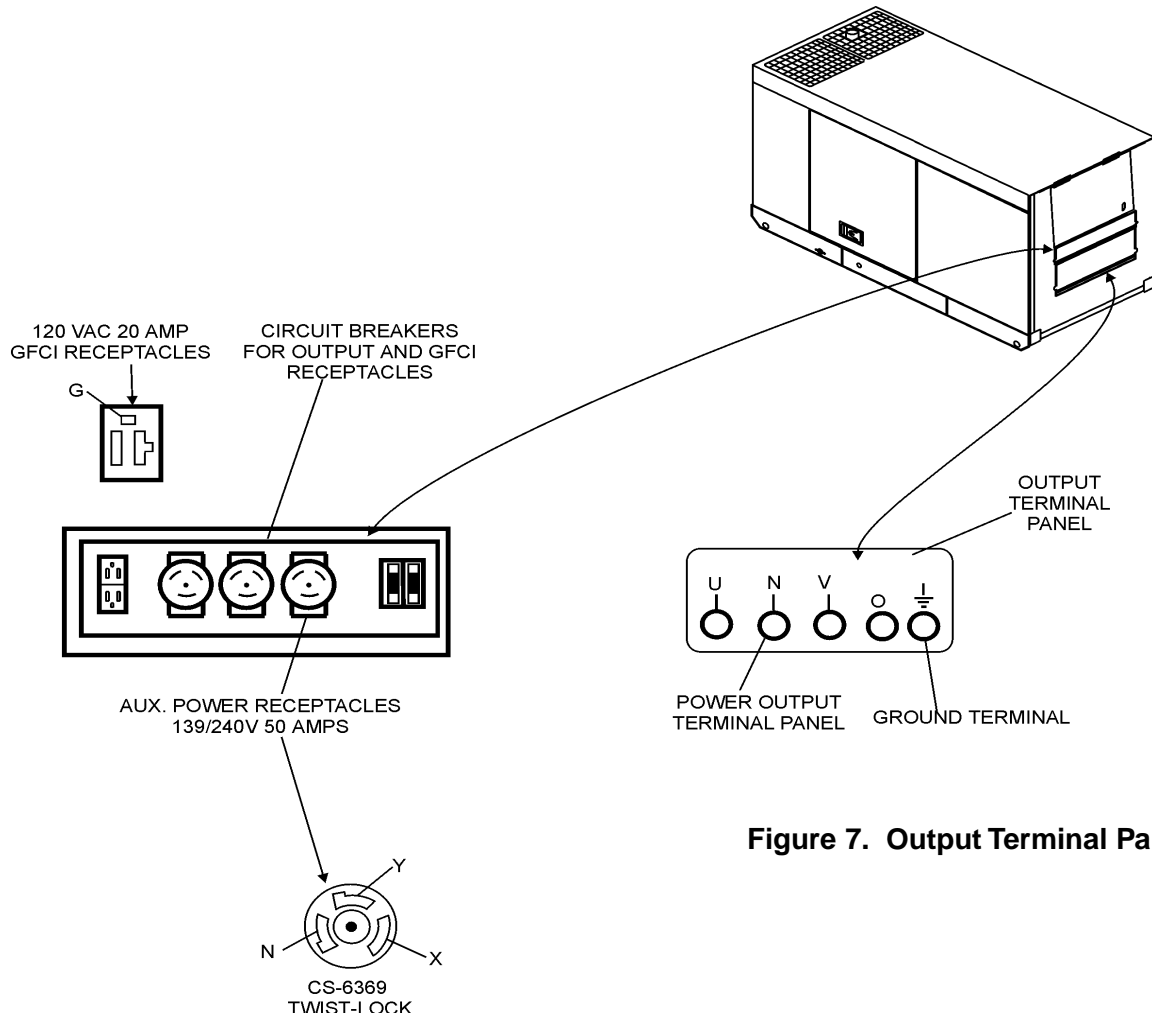 120 VAC 20 AMP
GFCI RECEPTACLES
G
CIRCUIT BREAKERS
FOR OUTPUT AND GFCI
RECEPTACLES
AUX. POWER RECEPTACLES
139/240V 50 AMPS
Y
N
X
CS-6369
TWIST-LOCK
OUTPUT
TERMINAL
PANEL
U N V O
POWER OUTPUT
TERMINAL PANEL
GROUND TERMINAL
Figure 7. Output Terminal Pa